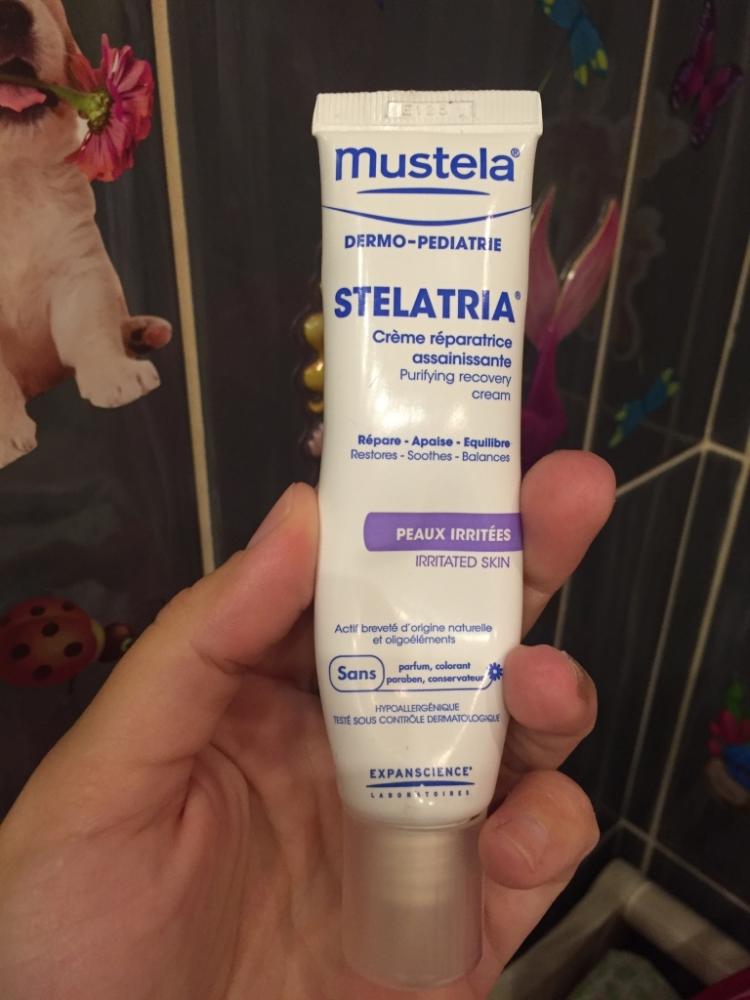 mustela®
DERMO-PEDIATRIE
STELATRIA®
Crème réparatrice
assainissante
Purifying recovery
cream
Répare - Apaise - Equilibre
Restores - Soothes - Balances
PEAUX IRRITÉES
IRRITATED SKIN
Actif breveté d'origine naturelle
et oligoéléments
Sans parfum, colorant
paraben, conservateur
HYPOALLERGÉNIQUE
TESTÉ SOUS CONTRÔLE DERMATOLOGIQUE
EXPANSCIENCE®
LABORATOIRES